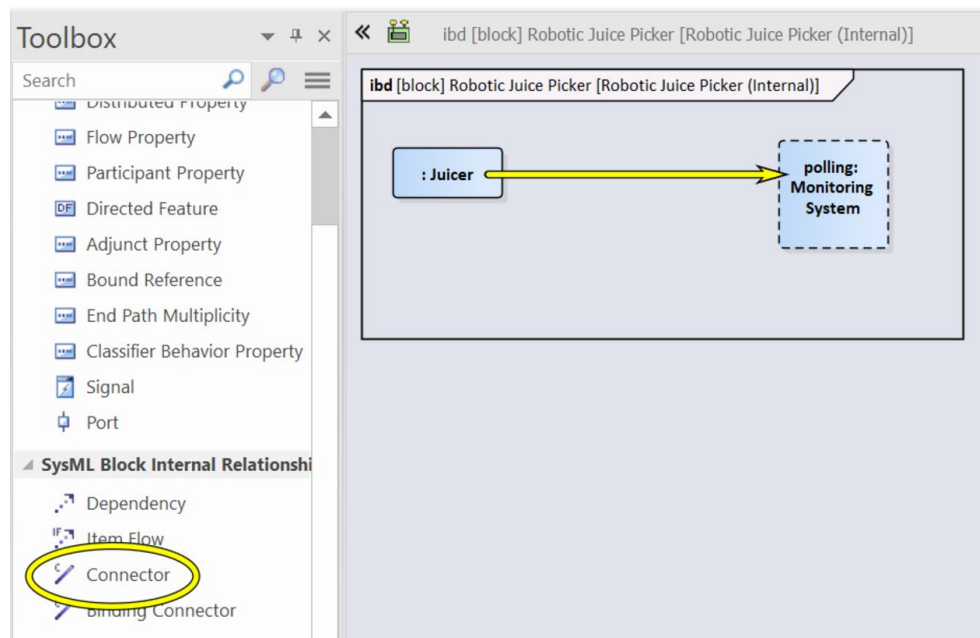 Toolbox
Search
Distributed Property
Flow Property
Participant Property
DF Directed Feature
Adjunct Property
Bound Reference
End Path Multiplicity
Classifier Behavior Property
Signal
Port
SysML Block Internal Relationshi
Dependency
IF Item Flow
C Connector
Binding Connector
ibd [block] Robotic Juice Picker [Robotic Juice Picker (Internal)]
ibd [block] Robotic Juice Picker [Robotic Juice Picker (Internal)]
: Juicer
polling:
Monitoring
System